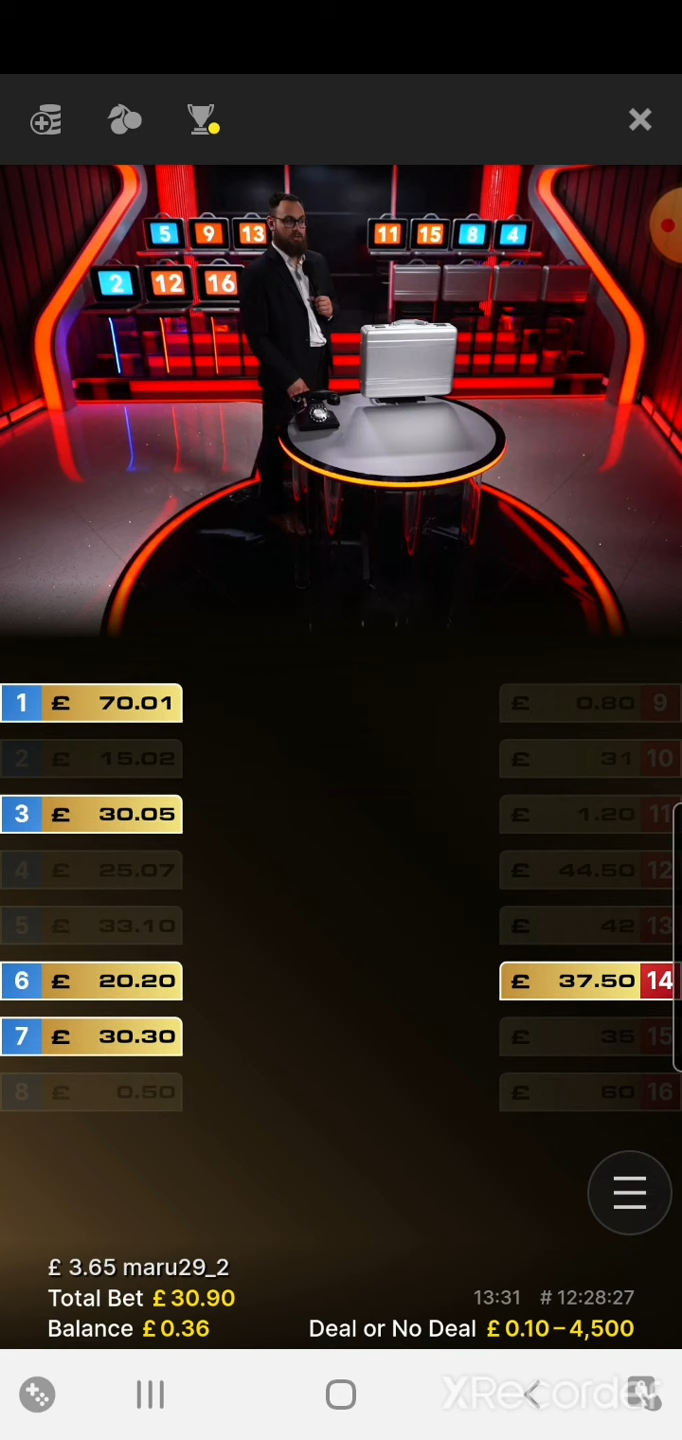 5 9 13 11 15 8 4
2 12 16
1 £ 70.01 £ 0.80 9
2 £ 15.02 £ 31 10
3 £ 30.05 £ 1.20 11
4 £ 25.07 £ 44.50 12
5 £ 33.10 £ 42 13
6 £ 20.20 £ 37.50 14
7 £ 30.30 £ 35 15
8 £ 0.50 £ 60 16
£ 3.65 maru29_2
Total Bet £ 30.90 13:31 # 12:28:27
Balance £ 0.36 Deal or No Deal £ 0.10 – 4,500
XRecorder